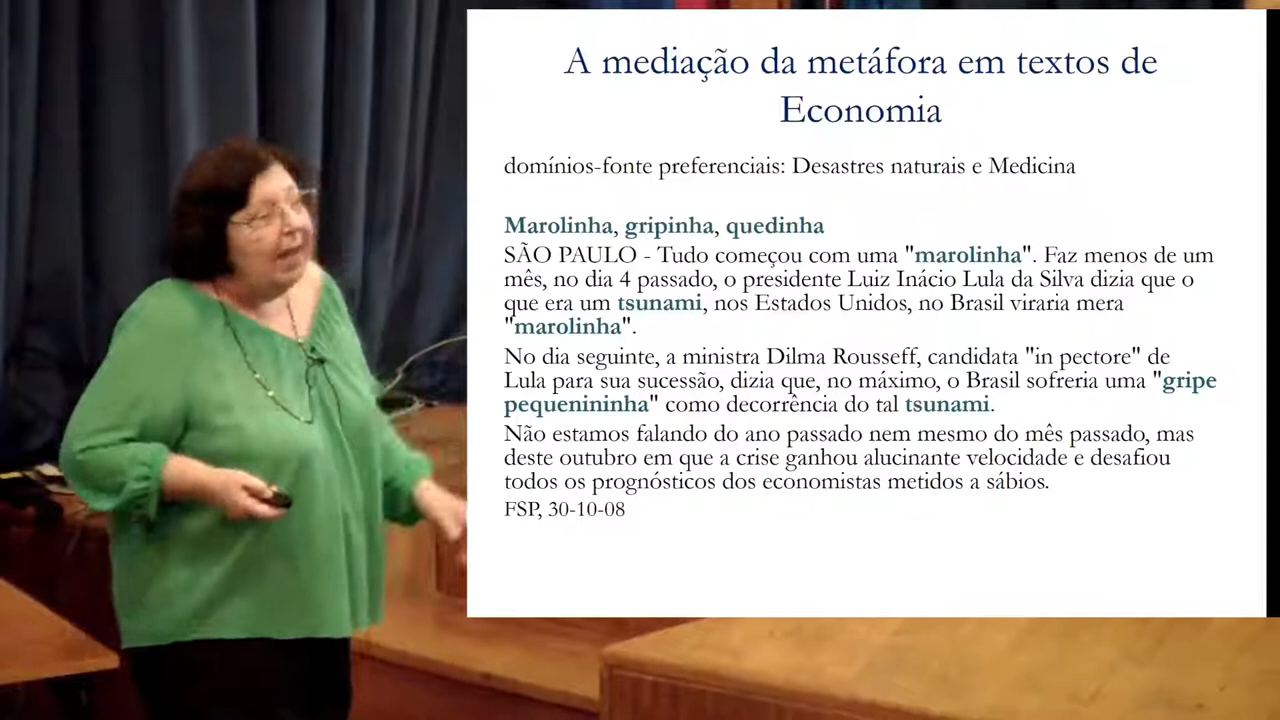 A mediação da metáfora em textos de
Economia
domínios-fonte preferenciais: Desastres naturais e Medicina
Marolinha, gripinha, quedinha
SÃO PAULO - Tudo começou com uma "marolinha". Faz menos de um
mês, no dia 4 passado, o presidente Luiz Inácio Lula da Silva dizia que o
que era um tsunami, nos Estados Unidos, no Brasil viraria mera
"marolinha".
No dia seguinte, a ministra Dilma Rousseff, candidata "in pectore" de
Lula para sua sucessão, dizia que, no máximo, o Brasil sofreria uma "gripe
pequenininha" como decorrência do tal tsunami.
Não estamos falando do ano passado nem mesmo do mês passado, mas
deste outubro em que a crise ganhou alucinante velocidade e desafiou
todos os prognósticos dos economistas metidos a sábios.
FSP, 30-10-08